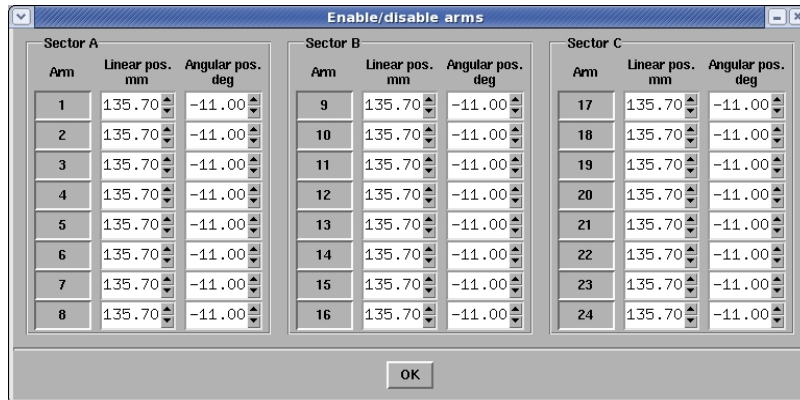 Enable/disable arms
Sector A Sector B Sector C
Arm Linear pos. mm Angular pos. deg Arm Linear pos. mm Angular pos. deg Arm Linear pos. mm Angular pos. deg
1 135.70 -11.00 9 135.70 -11.00 17 135.70 -11.00
2 135.70 -11.00 10 135.70 -11.00 18 135.70 -11.00
3 135.70 -11.00 11 135.70 -11.00 19 135.70 -11.00
4 135.70 -11.00 12 135.70 -11.00 20 135.70 -11.00
5 135.70 -11.00 13 135.70 -11.00 21 135.70 -11.00
6 135.70 -11.00 14 135.70 -11.00 22 135.70 -11.00
7 135.70 -11.00 15 135.70 -11.00 23 135.70 -11.00
8 135.70 -11.00 16 135.70 -11.00 24 135.70 -11.00
OK